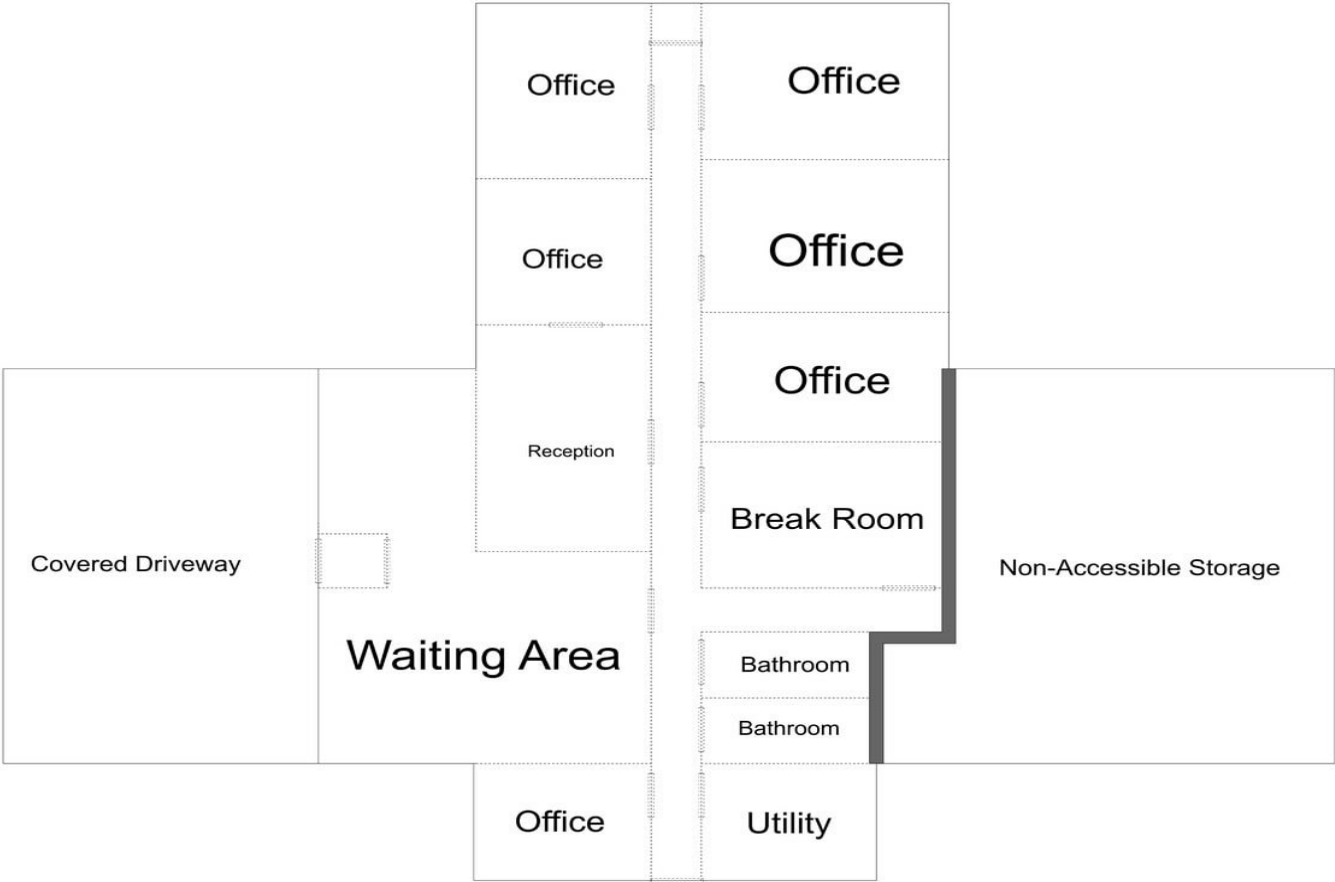 Office
Office
Office
Office
Office
Reception
Break Room
Covered Driveway
Non-Accessible Storage
Waiting Area
Bathroom
Bathroom
Office
Utility